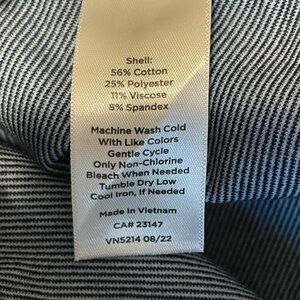 Shell:
56% Cotton
25% Polyester
11% Viscose
8% Spandex
Machine Wash Cold
With Like Colors
Gentle Cycle
Only Non-Chlorine
Bleach When Needed
Tumble Dry Low
Cool Iron, If Needed
Made In Vietnam
CA# 23147
VN5214 08/22